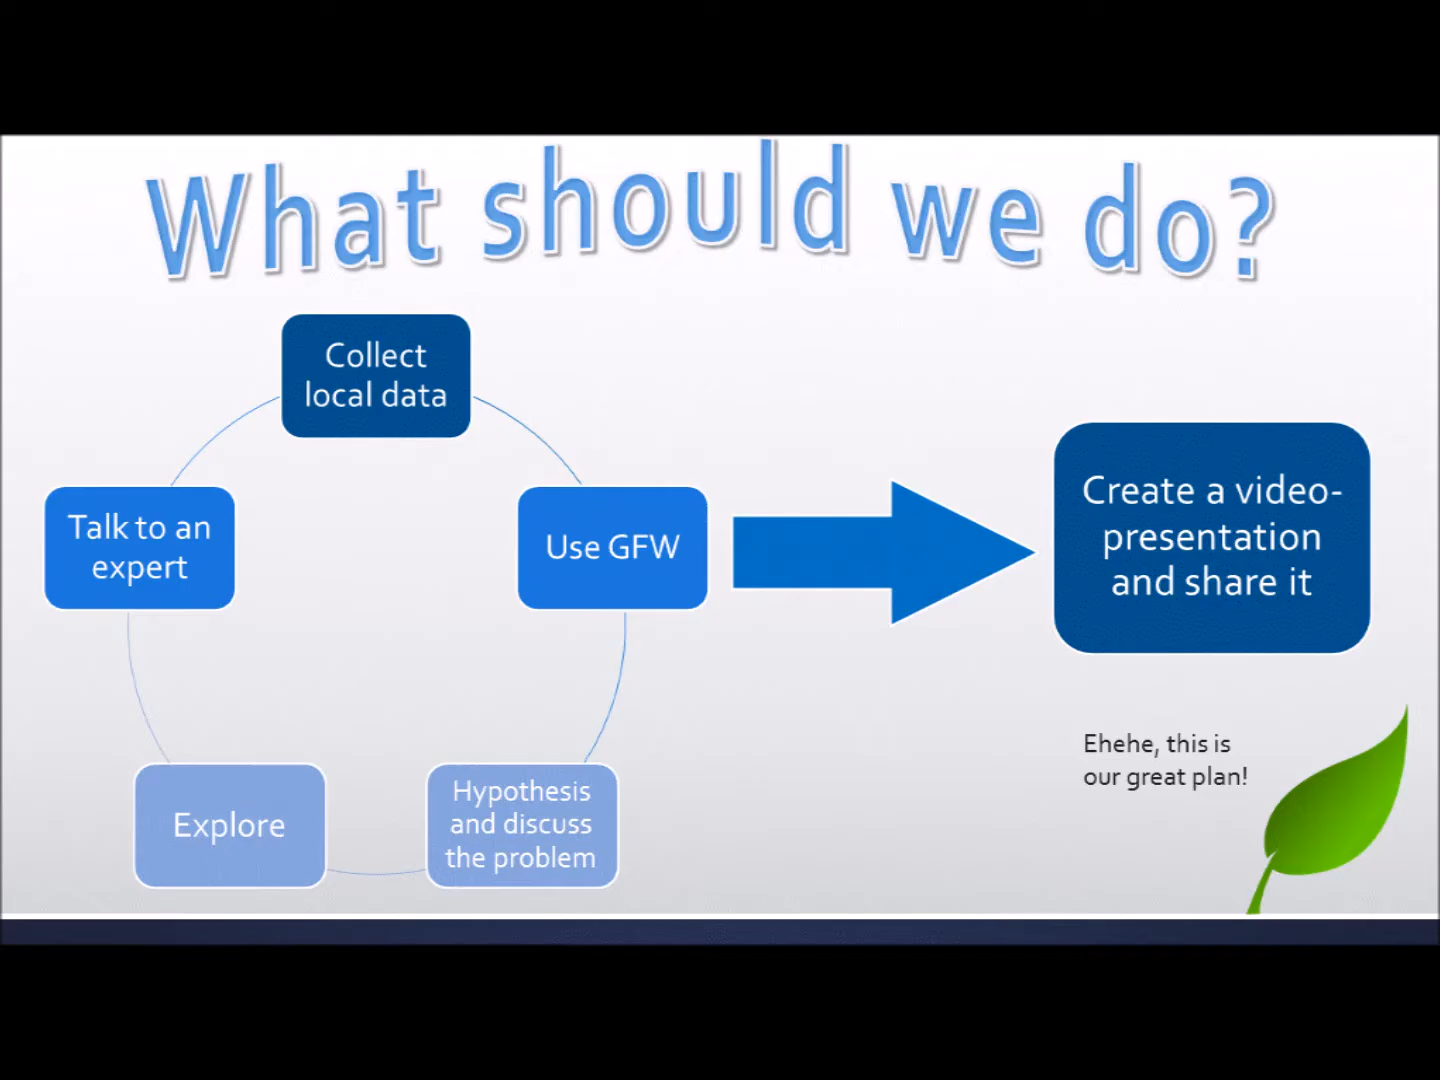 What should we do?
Collect
local data
Talk to an
expert
Use GFW
Explore
Hypothesis
and discuss
the problem
Create a video-
presentation
and share it
Ehehe, this is
our great plan!